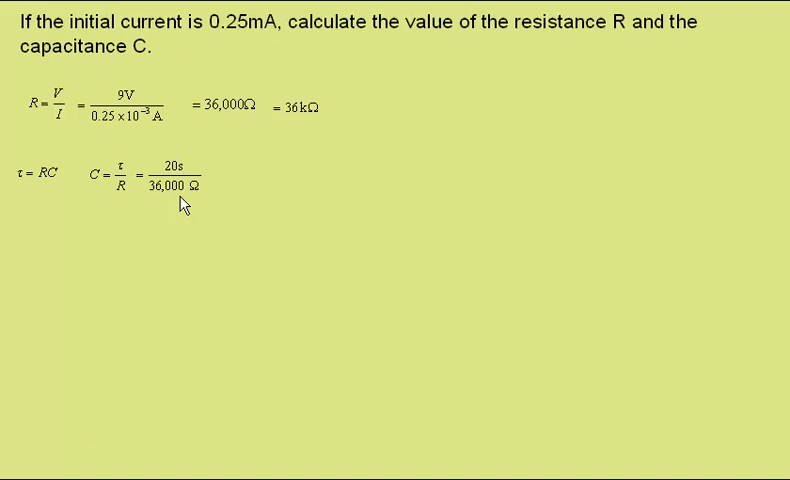 If the initial current is 0.25mA, calculate the value of the resistance R and the
capacitance C.
R = V/I = 9V/0.25 x10⁻³ A = 36,000Ω = 36kΩ
τ = RC C = τ/R = 20s/36,000 Ω